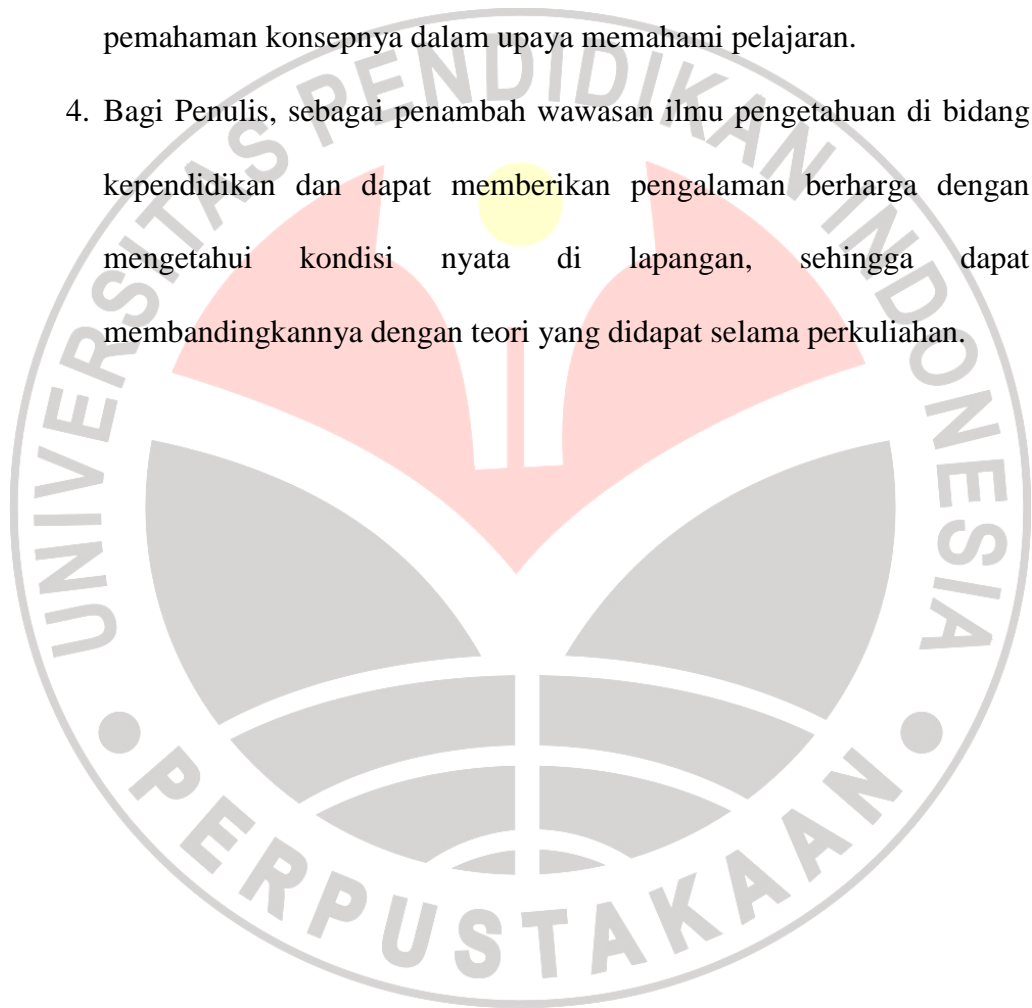 pemahaman konsepnya dalam upaya memahami pelajaran.
4. Bagi Penulis, sebagai penambah wawasan ilmu pengetahuan di bidang
kependidikan dan dapat memberikan pengalaman berharga dengan
mengetahui kondisi nyata di lapangan, sehingga dapat
membandingkannya dengan teori yang didapat selama perkuliahan.
UNIVERSITAS PENDIDIKAN INDONESIA
PERPUSTAKAAN